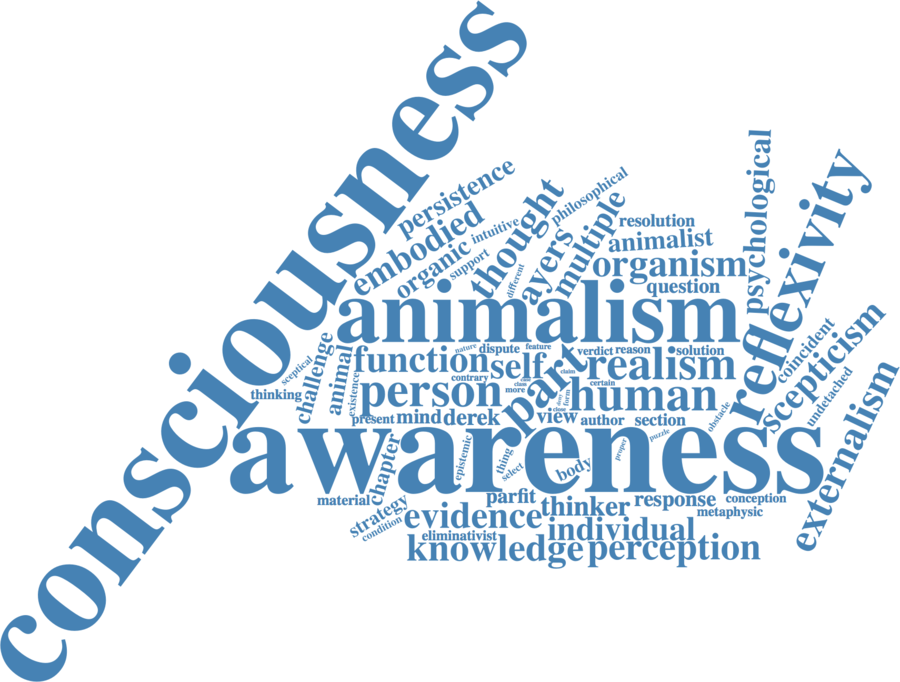 consciousness
persistence
embodied
organic
intuitive
support
thought
philosophical
different
ayers
multiple
resolution
animalist
organism
question
psychological
reflexivity
animalism
sceptical
challenge
animal
existence
thinking
function
nature
dispute
feature
self
contrary
part
claim
verdict
reason
solution
realism
certain
coincident
scepticism
undetached
externalism
person
human
more
form
close
present
mind
derek
view
author
section
obstacle
awareness
chapter
epistemic
thing
select
body
proper
puzzle
material
strategy
condition
parfit
thinker
response
conception
metaphysic
evidence
individual
eliminativist
knowledge
perception